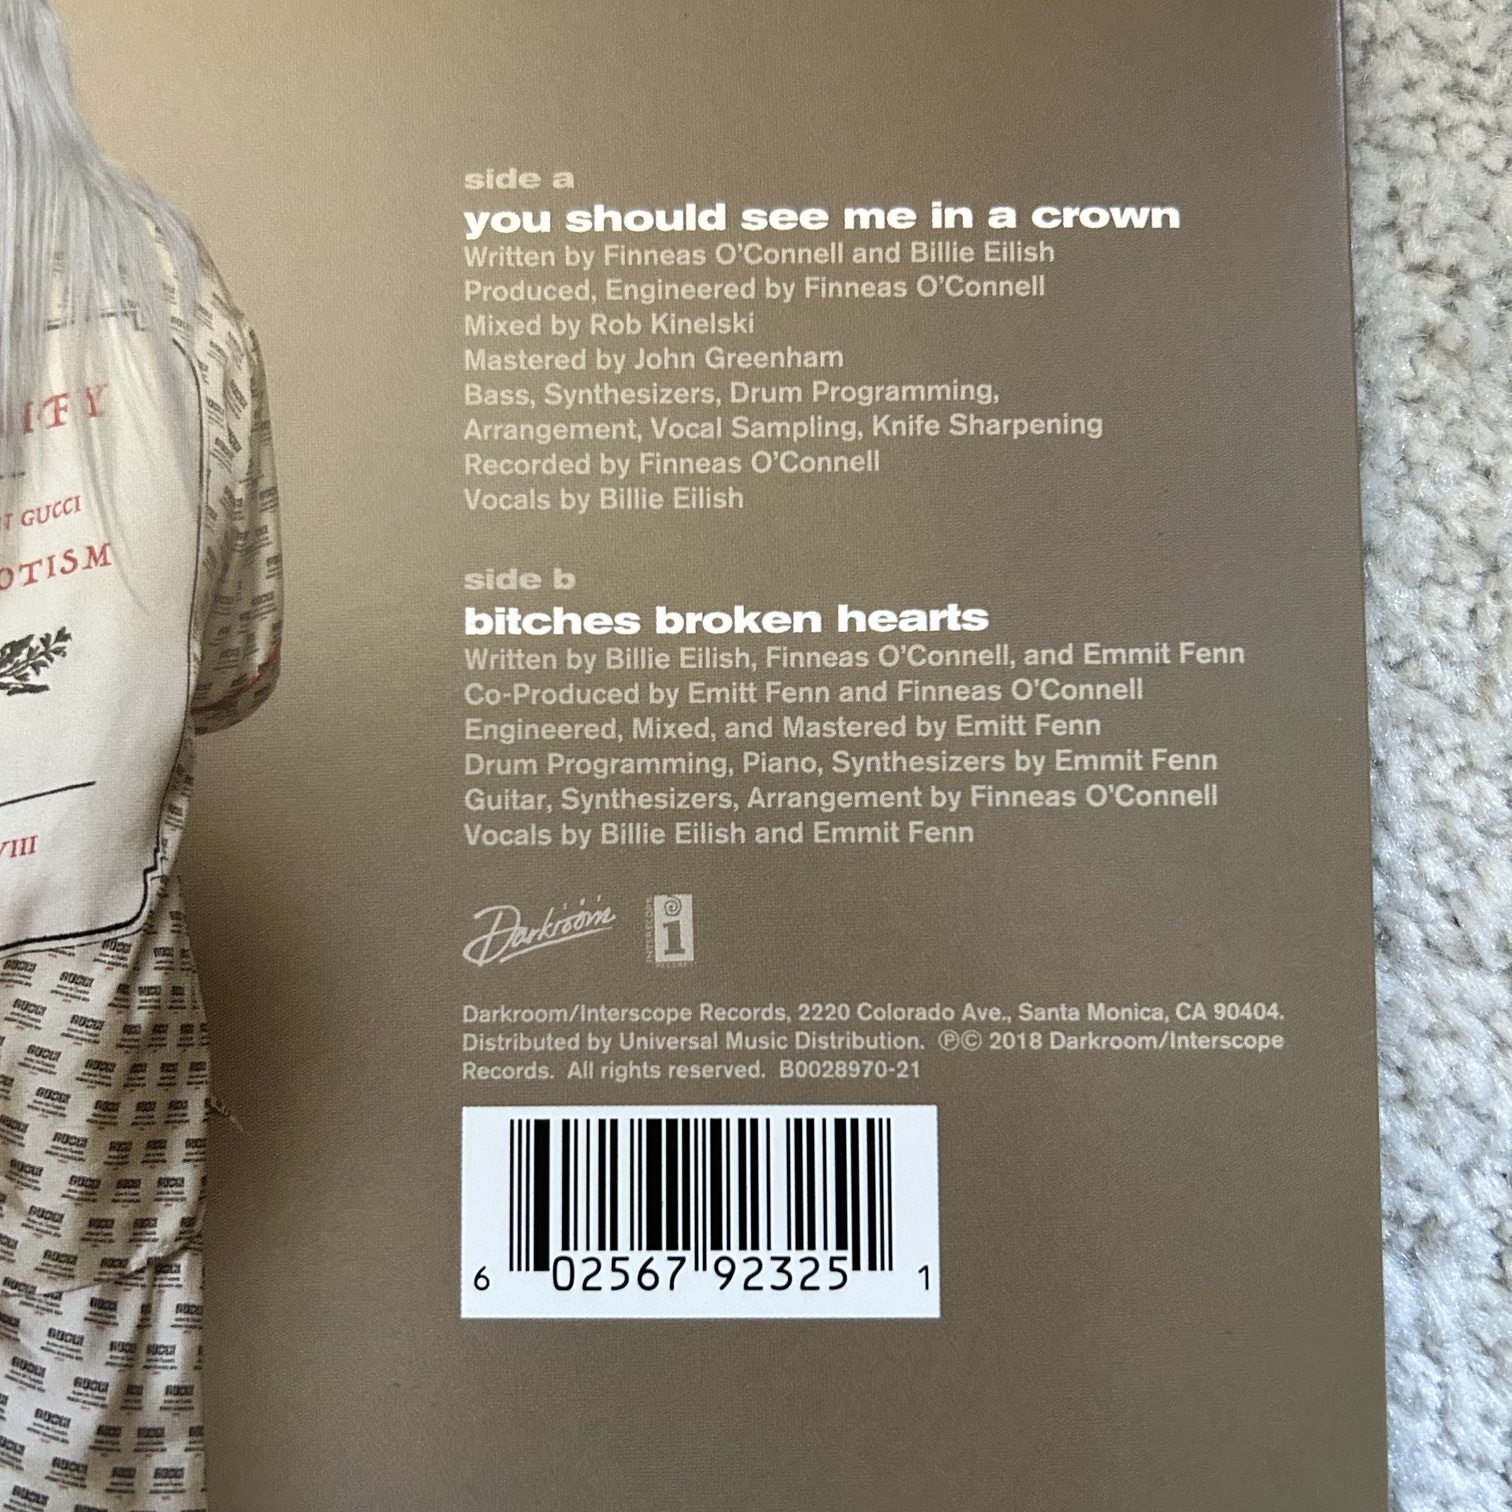 side a
you should see me in a crown
Written by Finneas O'Connell and Billie Eilish
Produced, Engineered by Finneas O'Connell
Mixed by Rob Kinelski
Mastered by John Greenham
Bass, Synthesizers, Drum Programming,
Arrangement, Vocal Sampling, Knife Sharpening
Recorded by Finneas O'Connell
Vocals by Billie Eilish
side b
bitches broken hearts
Written by Billie Eilish, Finneas O'Connell, and Emmit Fenn
Co-Produced by Emitt Fenn and Finneas O'Connell
Engineered, Mixed, and Mastered by Emitt Fenn
Drum Programming, Piano, Synthesizers by Emmit Fenn
Guitar, Synthesizers, Arrangement by Finneas O'Connell
Vocals by Billie Eilish and Emmit Fenn
Darkroom
INTERSCOPE
i
Darkroom/Interscope Records, 2220 Colorado Ave., Santa Monica, CA 90404.
Distributed by Universal Music Distribution. ℗© 2018 Darkroom/Interscope
Records. All rights reserved. B0028970-21
6 02567 92325 1
GUCCI
OTISM
VIII